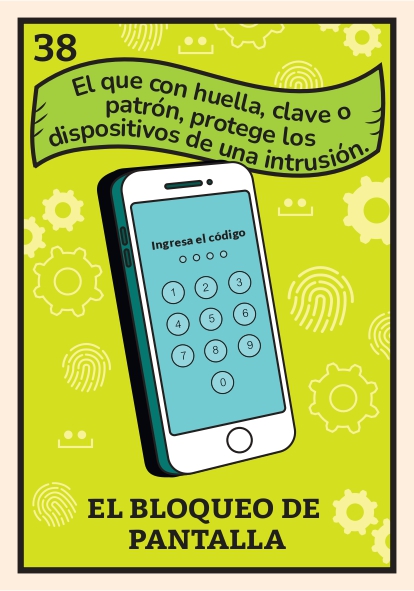 38
El que con huella, clave o
patrón, protege los
dispositivos de una intrusión.
Ingresa el código
1 2 3
4 5 6
7 8 9
0
EL BLOQUEO DE
PANTALLA